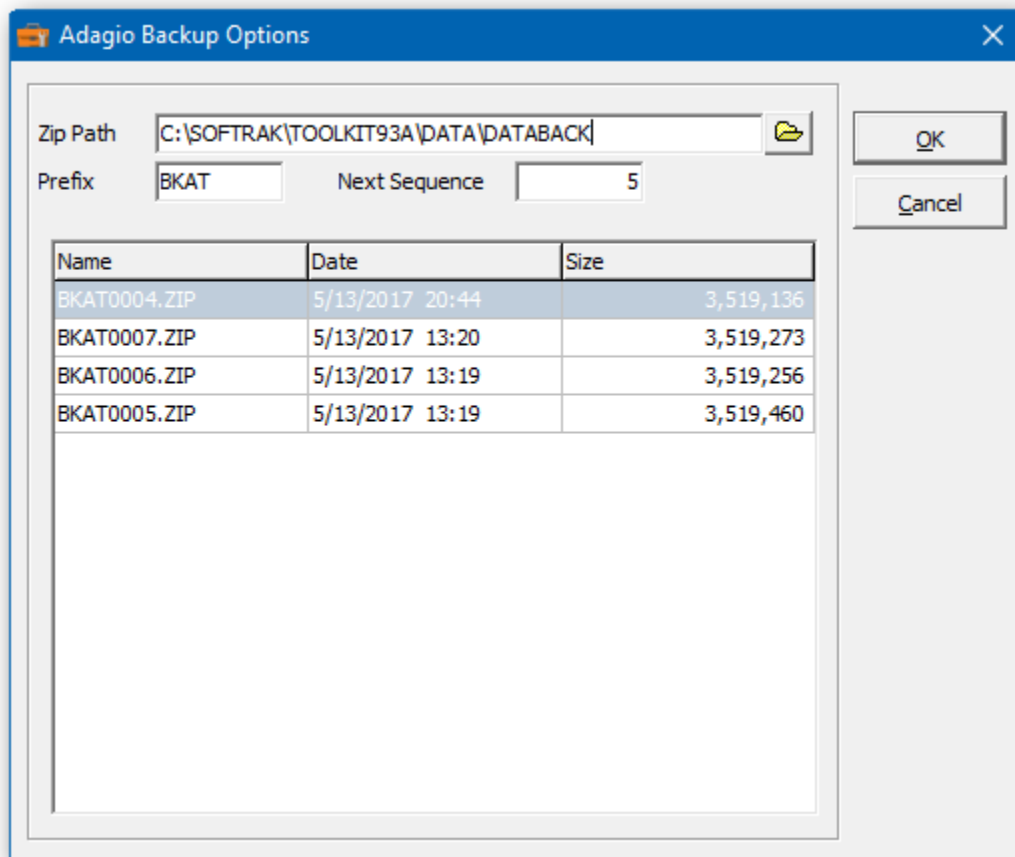 Adagio Backup Options
Zip Path C:\SOFTRAK\TOOLKIT93A\DATA\DATABACK
OK
Prefix BKAT Next Sequence 5
Cancel
Name Date Size
BKAT0004.ZIP 5/13/2017 20:44 3,519,136
BKAT0007.ZIP 5/13/2017 13:20 3,519,273
BKAT0006.ZIP 5/13/2017 13:19 3,519,256
BKAT0005.ZIP 5/13/2017 13:19 3,519,460